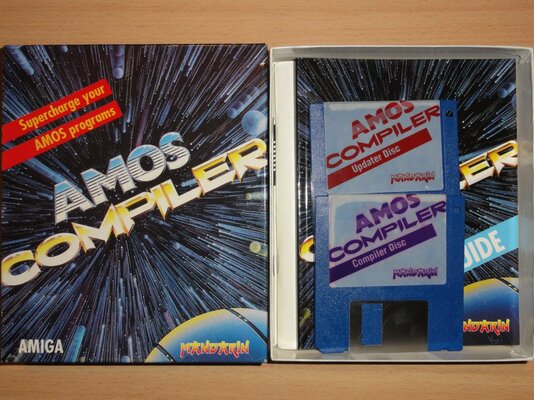 Supercharge your
AMOS programs
AMOS
COMPILER
AMIGA
MANDARIN
AMOS
COMPILER
Updater Disc
MANDARIN
AMOS
COMPILER
Compiler Disc
MANDARIN
IDE
MANDARIN